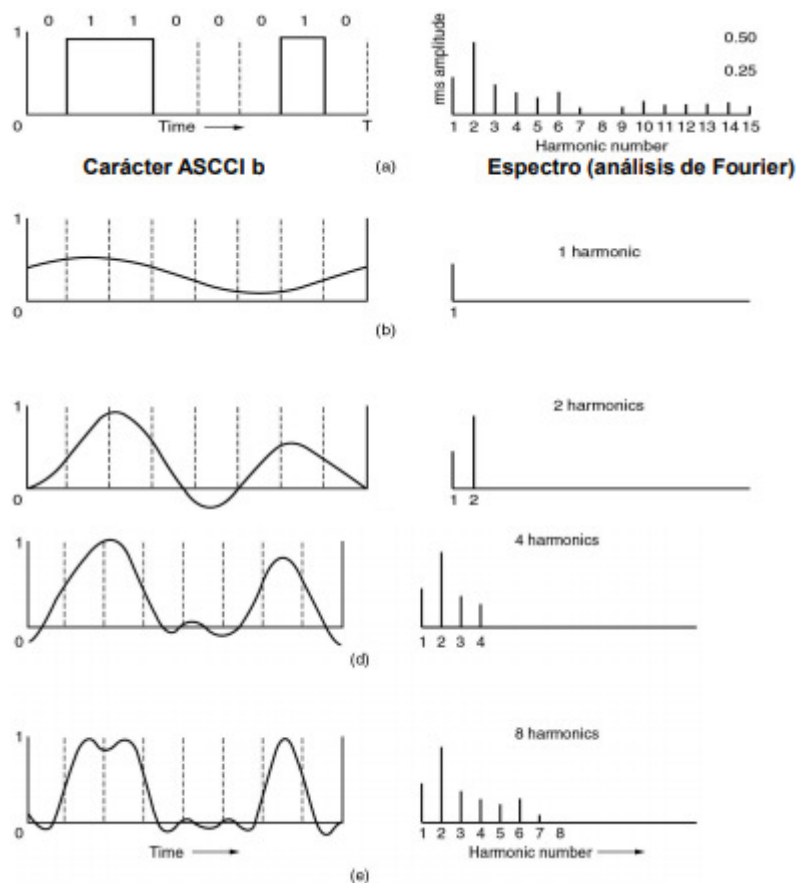 0 1 1 0 0 0 1 0
1
0
Time
T
rms amplitude
0.50
0.25
1 2 3 4 5 6 7 8 9 10 11 12 13 14 15
Harmonic number
Carácter ASCCI b
(a)
Espectro (análisis de Fourier)
1
0
(b)
1 harmonic
1
1
0
2 harmonics
1 2
1
0
(d)
4 harmonics
1 2 3 4
1
0
Time
(e)
8 harmonics
1 2 3 4 5 6 7 8
Harmonic number